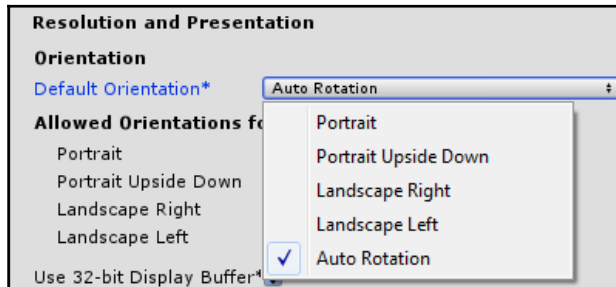 Resolution and Presentation
Orientation
Default Orientation* Auto Rotation
Allowed Orientations fo
Portrait
Portrait Upside Down
Landscape Right
Landscape Left
Use 32-bit Display Buffer*
Portrait
Portrait Upside Down
Landscape Right
Landscape Left
Auto Rotation